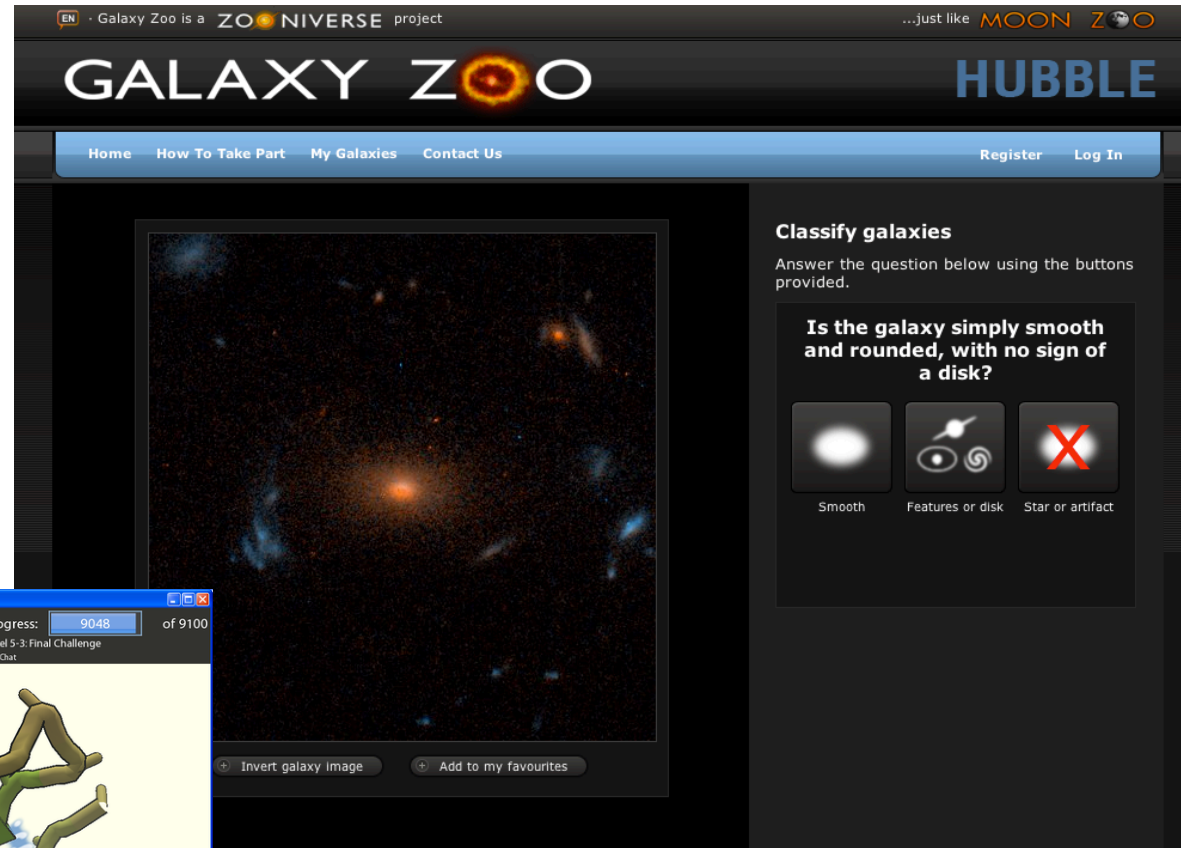 EN · Galaxy Zoo is a ZOONIVERSE project
...just like MOON ZOO
GALAXY ZOO
HUBBLE
Home How To Take Part My Galaxies Contact Us
Register Log In
Classify galaxies
Answer the question below using the buttons
provided.
Is the galaxy simply smooth
and rounded, with no sign of
a disk?
X
Smooth Features or disk Star or artifact
Invert galaxy image Add to my favourites
ogress: 9048 of 9100
el 5-3: Final Challenge
Chat